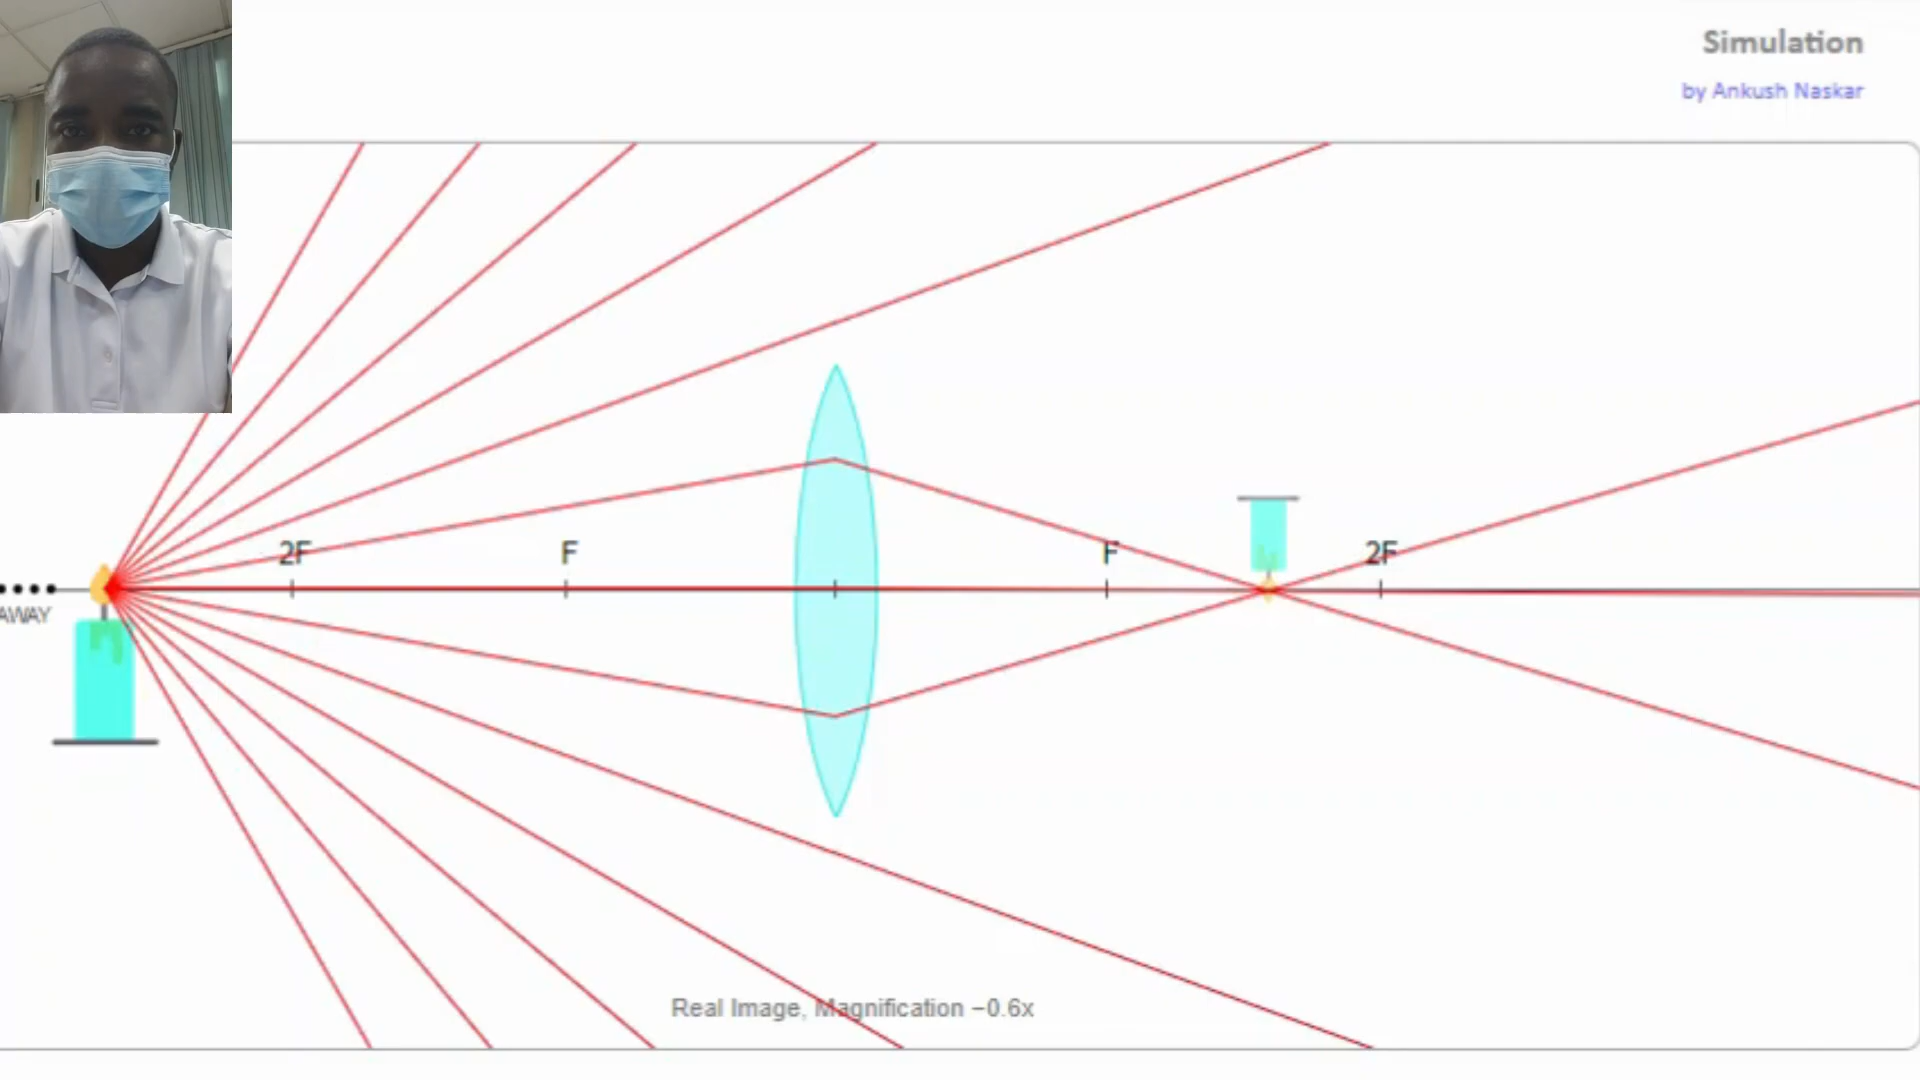 Simulation
by Ankush Naskar
2F
F
F
2F
AWAY
Real Image, Magnification −0.6x